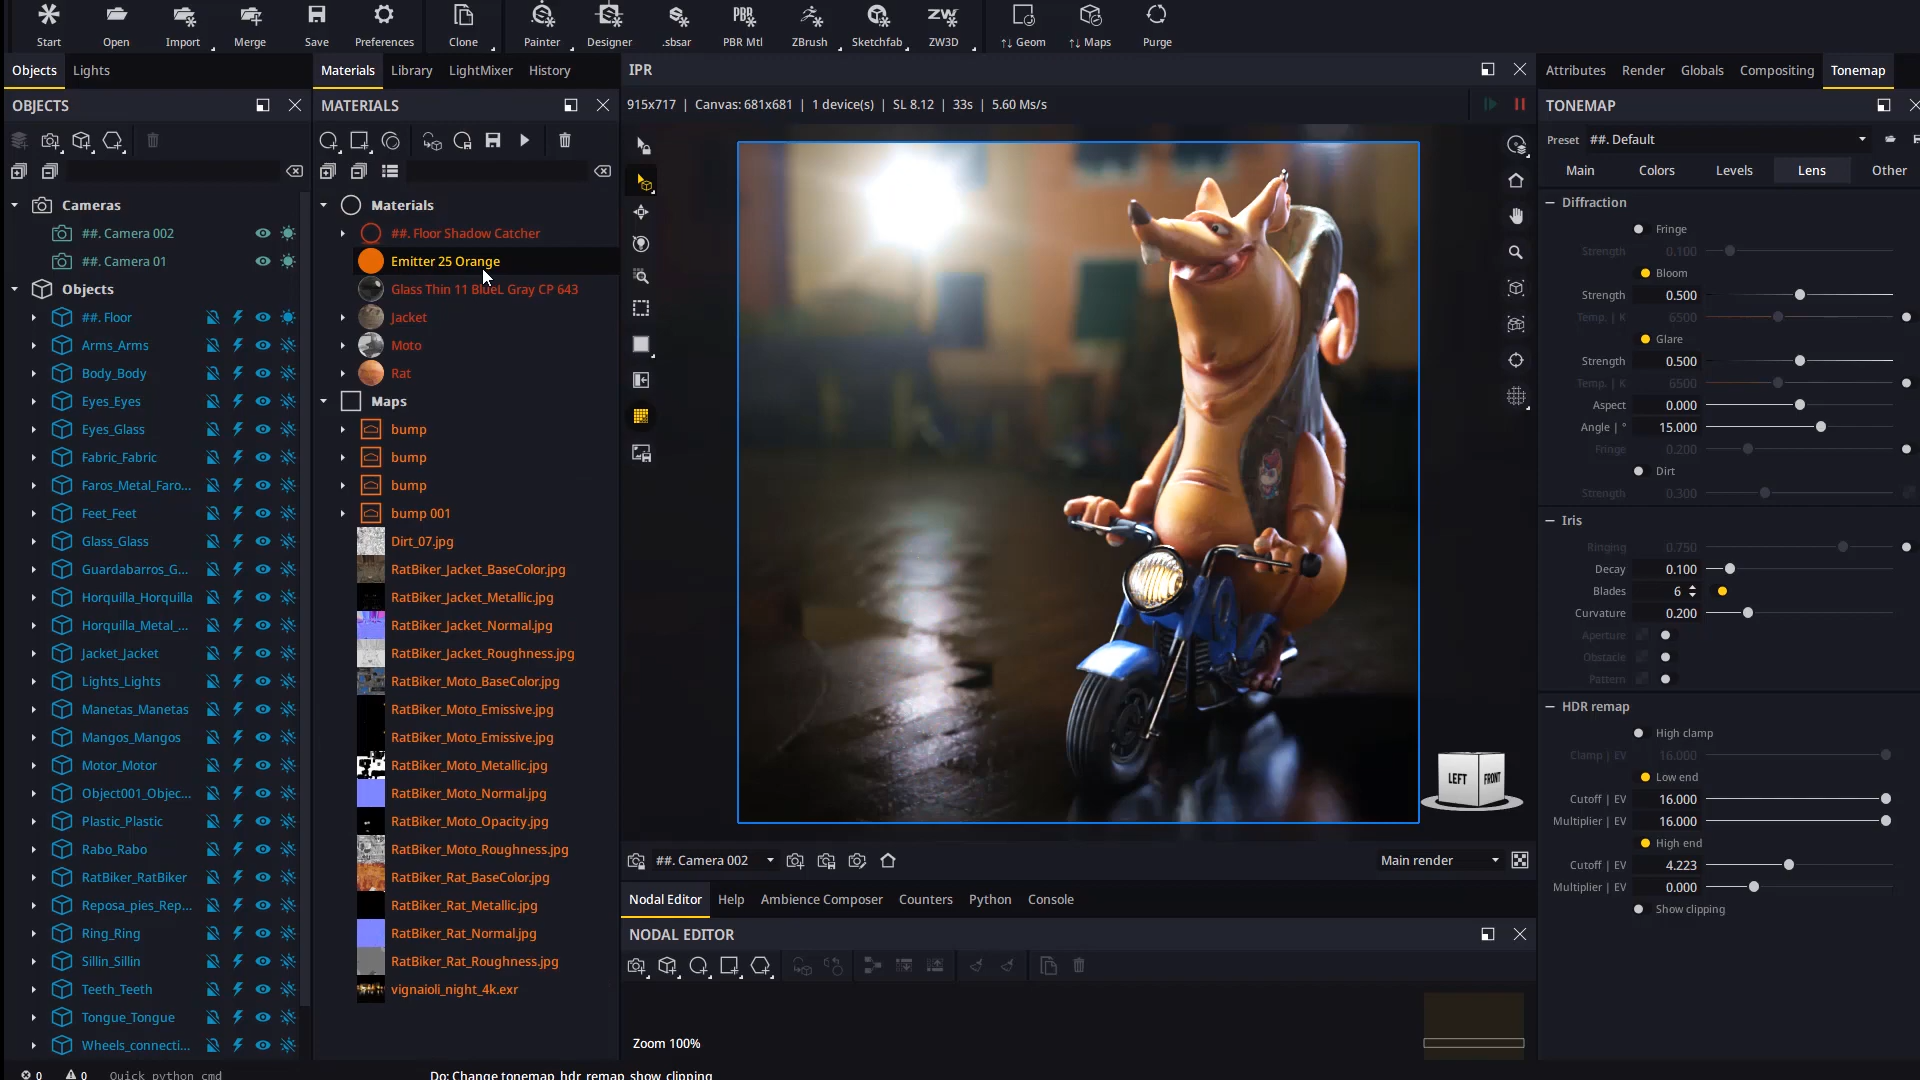 Start Open Import Merge Save Preferences Clone Painter Designer .sbsar PBR Mtl ZBrush Sketchfab ZW3D ↑↓ Geom ↑↓ Maps Purge
PBR ZW
Objects Lights
OBJECTS
Cameras
##. Camera 002
##. Camera 01
Objects
##. Floor
Arms_Arms
Body_Body
Eyes_Eyes
Eyes_Glass
Fabric_Fabric
Faros_Metal_Faro...
Feet_Feet
Glass_Glass
Guardabarros_G...
Horquilla_Horquilla
Horquilla_Metal_...
Jacket_Jacket
Lights_Lights
Manetas_Manetas
Mangos_Mangos
Motor_Motor
Object001_Objec...
Plastic_Plastic
Rabo_Rabo
RatBiker_RatBiker
Reposa_pies_Rep...
Ring_Ring
Sillin_Sillin
Teeth_Teeth
Tongue_Tongue
Wheels_connecti...
Materials Library LightMixer History
MATERIALS
Materials
##. Floor Shadow Catcher
Emitter 25 Orange
Glass Thin 11 BlueL Gray CP 643
Jacket
Moto
Rat
Maps
bump
bump
bump
bump 001
Dirt_07.jpg
RatBiker_Jacket_BaseColor.jpg
RatBiker_Jacket_Metallic.jpg
RatBiker_Jacket_Normal.jpg
RatBiker_Jacket_Roughness.jpg
RatBiker_Moto_BaseColor.jpg
RatBiker_Moto_Emissive.jpg
RatBiker_Moto_Emissive.jpg
RatBiker_Moto_Metallic.jpg
RatBiker_Moto_Normal.jpg
RatBiker_Moto_Opacity.jpg
RatBiker_Moto_Roughness.jpg
RatBiker_Rat_BaseColor.jpg
RatBiker_Rat_Metallic.jpg
RatBiker_Rat_Normal.jpg
RatBiker_Rat_Roughness.jpg
vignaioli_night_4k.exr
IPR
915x717 | Canvas: 681x681 | 1 device(s) | SL 8.12 | 33s | 5.60 Ms/s
LEFT FRONT
##. Camera 002 Main render
Nodal Editor Help Ambience Composer Counters Python Console
NODAL EDITOR
Zoom 100%
Attributes Render Globals Compositing Tonemap
TONEMAP
Preset ##. Default
Main Colors Levels Lens Other
Diffraction
Fringe
Strength 0.100
Bloom
Strength 0.500
Temp. | K 6500
Glare
Strength 0.500
Temp. | K 6500
Aspect 0.000
Angle | ° 15.000
Fringe 0.200
Dirt
Strength 0.300
Iris
Ringing 0.750
Decay 0.100
Blades 6
Curvature 0.200
Aperture
Obstacle
Pattern
HDR remap
High clamp
Clamp | EV 16.000
Low end
Cutoff | EV 16.000
Multiplier | EV 16.000
High end
Cutoff | EV 4.223
Multiplier | EV 0.000
Show clipping
0 0 Quick python cmd Do: Change tonemap_hdr_remap_show_clipping